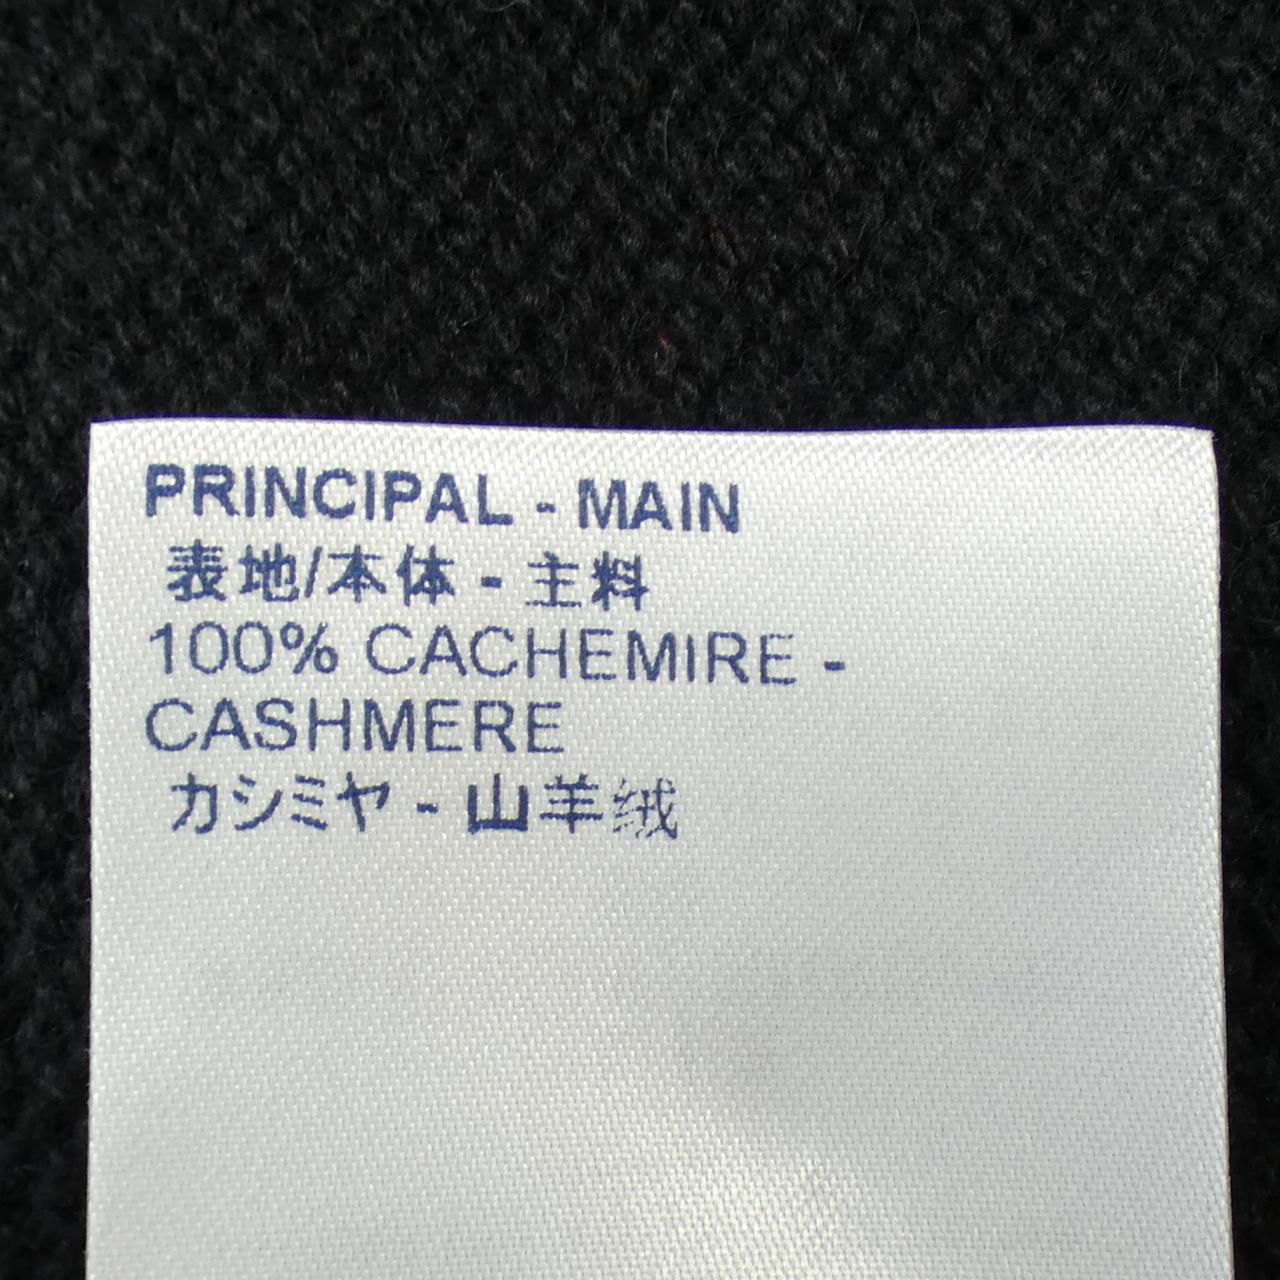 PRINCIPAL - MAIN
表地/本体 - 主料
100% CACHEMIRE -
CASHMERE
カシミヤ - 山羊绒